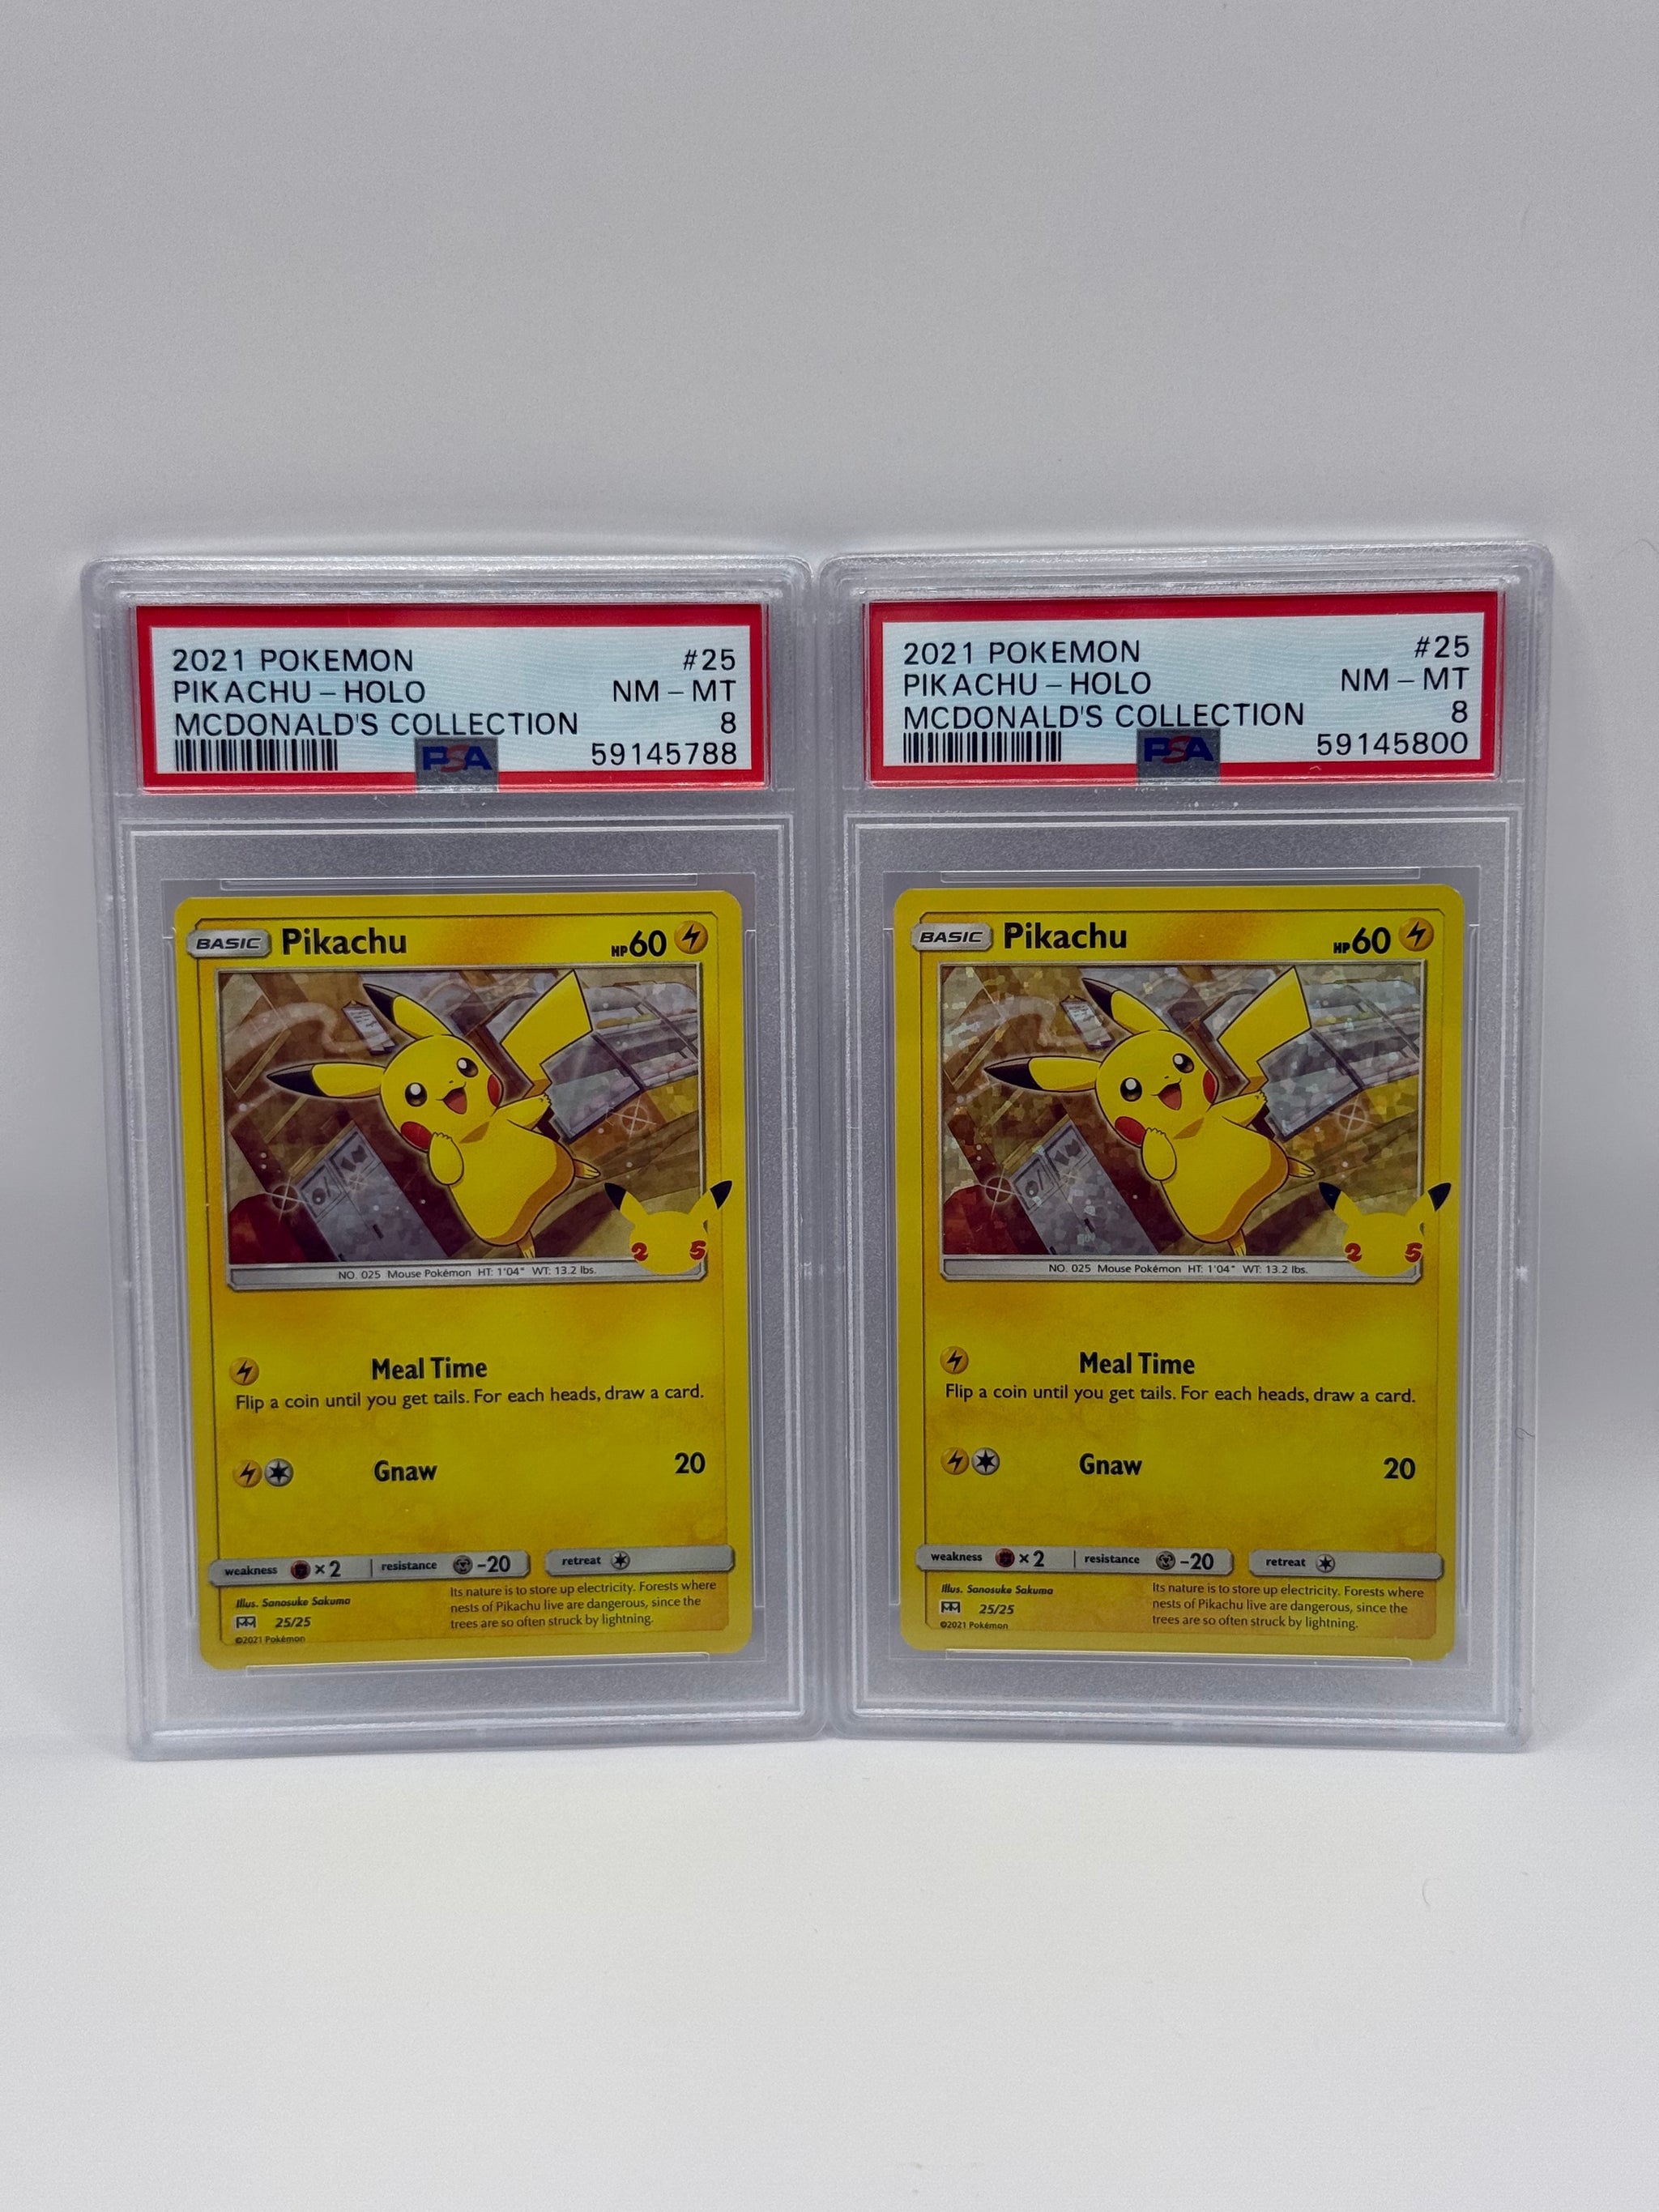 2021 POKEMON #25
PIKACHU - HOLO NM - MT
MCDONALD'S COLLECTION 8
PSA 59145788
BASIC Pikachu HP 60
2 5
NO. 025 Mouse Pokémon HT: 1'04" WT: 13.2 lbs.
Meal Time
Flip a coin until you get tails. For each heads, draw a card.
Gnaw 20
weakness ×2 resistance -20 retreat
Illus. Sanosuke Sakuma
25/25
©2021 Pokémon
Its nature is to store up electricity. Forests where
nests of Pikachu live are dangerous, since the
trees are so often struck by lightning.
2021 POKEMON #25
PIKACHU - HOLO NM - MT
MCDONALD'S COLLECTION 8
PSA 59145800
BASIC Pikachu HP 60
2 5
NO. 025 Mouse Pokémon HT: 1'04" WT: 13.2 lbs.
Meal Time
Flip a coin until you get tails. For each heads, draw a card.
Gnaw 20
weakness ×2 resistance -20 retreat
Illus. Sanosuke Sakuma
25/25
©2021 Pokémon
Its nature is to store up electricity. Forests where
nests of Pikachu live are dangerous, since the
trees are so often struck by lightning.